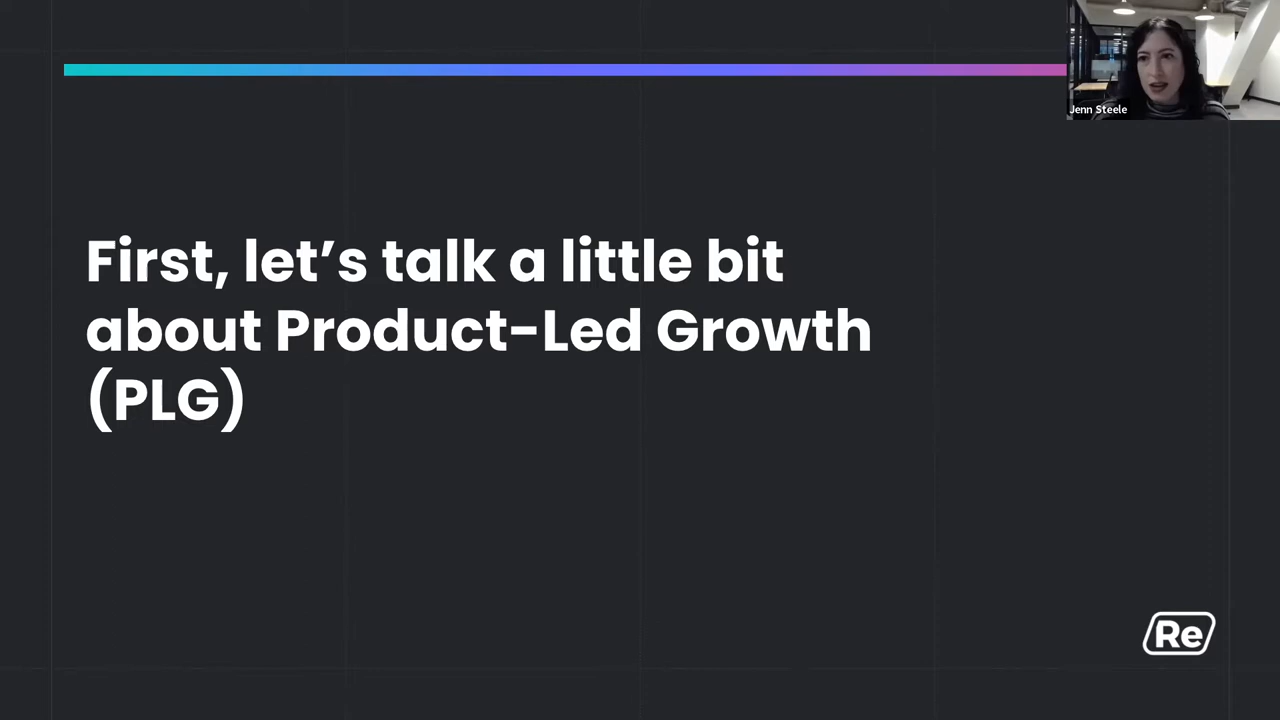 Jenn Steele
First, let’s talk a little bit
about Product-Led Growth
(PLG)
Re